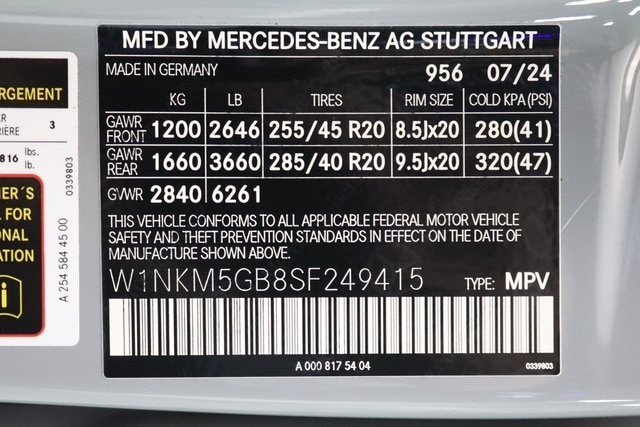 MFD BY MERCEDES-BENZ AG STUTTGART
MADE IN GERMANY 956 07/24
KG LB TIRES RIM SIZE COLD KPA (PSI)
GAWR FRONT 1200 2646 255/45 R20 8.5Jx20 280(41)
GAWR REAR 1660 3660 285/40 R20 9.5Jx20 320(47)
GVWR 2840 6261
THIS VEHICLE CONFORMS TO ALL APPLICABLE FEDERAL MOTOR VEHICLE
SAFETY AND THEFT PREVENTION STANDARDS IN EFFECT ON THE DATE OF
MANUFACTURE SHOWN ABOVE.
W1NKM5GB8SF249415 TYPE: MPV
A 000 817 54 04 0339803
3
816 lbs.
lb.
0339803
FOR
A 254 584 45 00